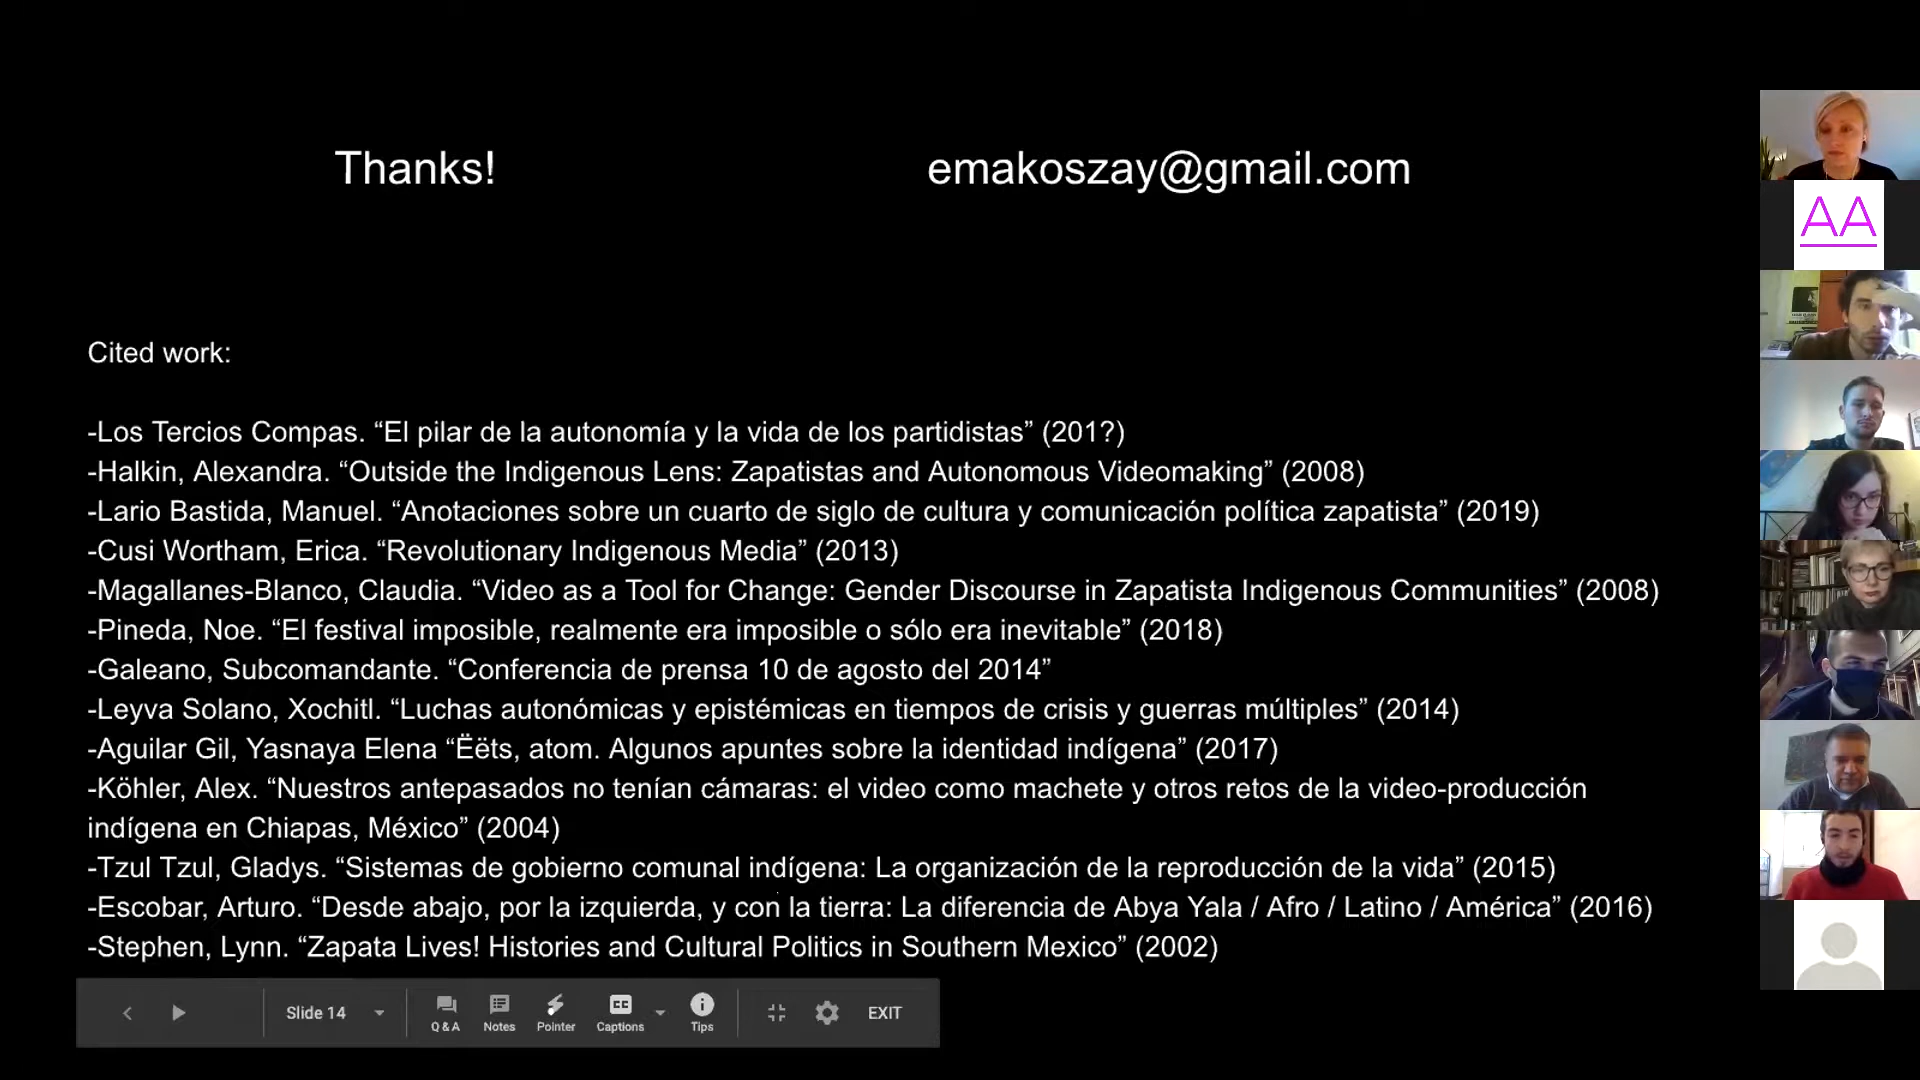 Thanks!
emakoszay@gmail.com
AA
Cited work:
-Los Tercios Compas. “El pilar de la autonomía y la vida de los partidistas” (201?)
-Halkin, Alexandra. “Outside the Indigenous Lens: Zapatistas and Autonomous Videomaking” (2008)
-Lario Bastida, Manuel. “Anotaciones sobre un cuarto de siglo de cultura y comunicación política zapatista” (2019)
-Cusi Wortham, Erica. “Revolutionary Indigenous Media” (2013)
-Magallanes-Blanco, Claudia. “Video as a Tool for Change: Gender Discourse in Zapatista Indigenous Communities” (2008)
-Pineda, Noe. “El festival imposible, realmente era imposible o sólo era inevitable” (2018)
-Galeano, Subcomandante. “Conferencia de prensa 10 de agosto del 2014”
-Leyva Solano, Xochitl. “Luchas autonómicas y epistémicas en tiempos de crisis y guerras múltiples” (2014)
-Aguilar Gil, Yasnaya Elena “Ëëts, atom. Algunos apuntes sobre la identidad indígena” (2017)
-Köhler, Alex. “Nuestros antepasados no tenían cámaras: el video como machete y otros retos de la video-producción
indígena en Chiapas, México” (2004)
-Tzul Tzul, Gladys. “Sistemas de gobierno comunal indígena: La organización de la reproducción de la vida” (2015)
-Escobar, Arturo. “Desde abajo, por la izquierda, y con la tierra: La diferencia de Abya Yala / Afro / Latino / América” (2016)
-Stephen, Lynn. “Zapata Lives! Histories and Cultural Politics in Southern Mexico” (2002)
Slide 14
Q & A
Notes
Pointer
CC
Captions
Tips
EXIT